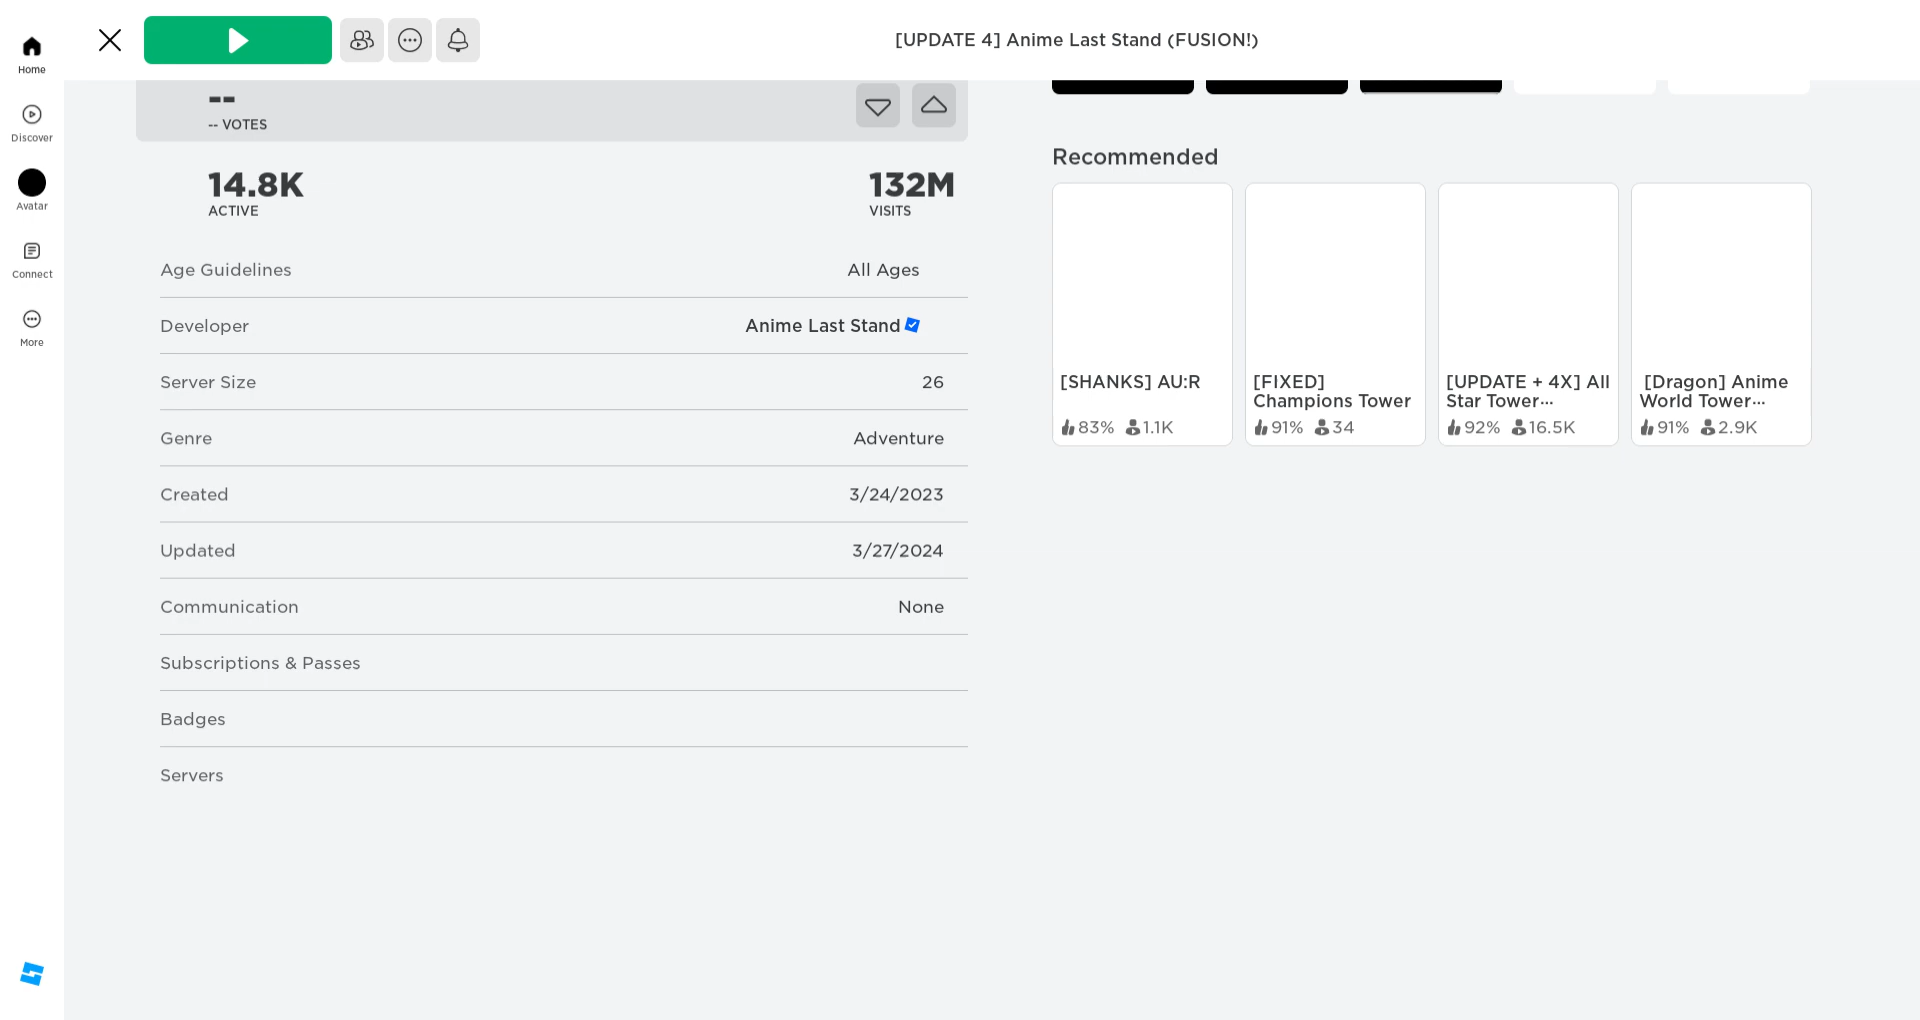 [UPDATE 4] Anime Last Stand (FUSION!)
Home
Discover
Avatar
Connect
More
--
-- VOTES
14.8K
ACTIVE
132M
VISITS
Age Guidelines
All Ages
Developer
Anime Last Stand
Server Size
26
Genre
Adventure
Created
3/24/2023
Updated
3/27/2024
Communication
None
Subscriptions & Passes
Badges
Servers
Recommended
[SHANKS] AU:R
83% 1.1K
[FIXED]
Champions Tower
91% 34
[UPDATE + 4X] All
Star Tower...
92% 16.5K
[Dragon] Anime
World Tower...
91% 2.9K